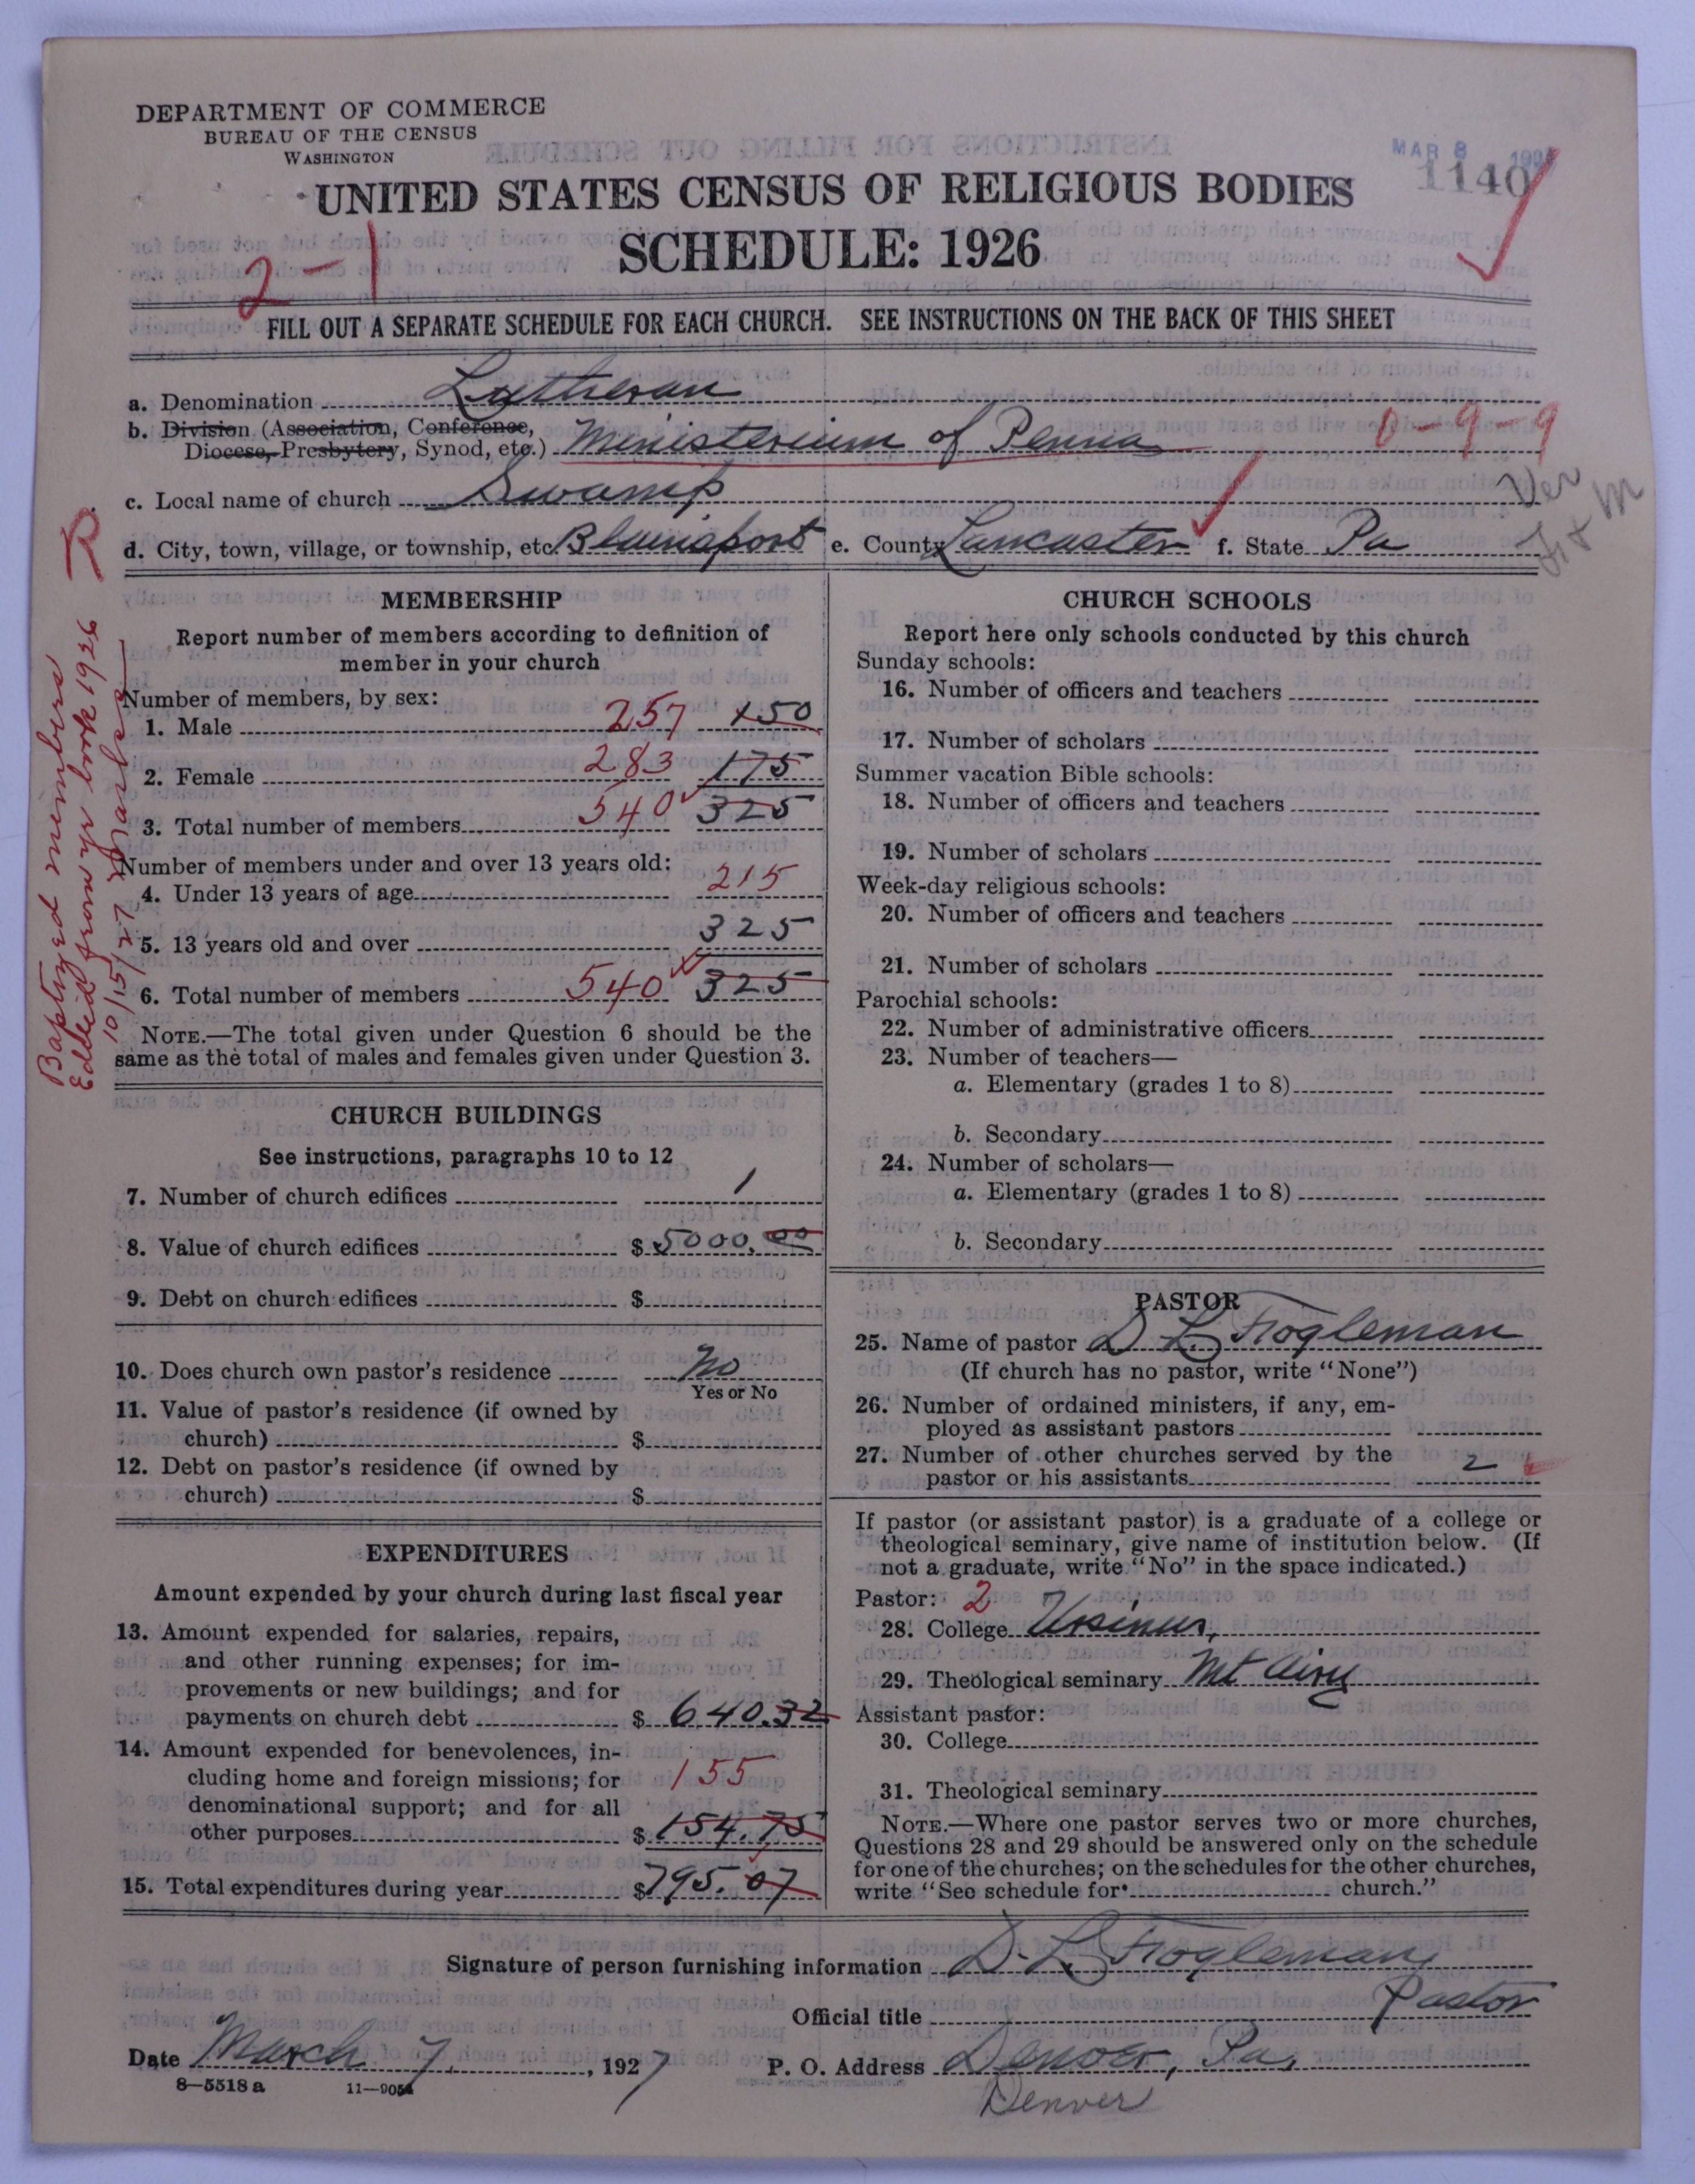 DEPARTMENT OF COMMERCE
BUREAU OF THE CENSUS
WASHINGTON
MAR 8
1140
UNITED STATES CENSUS OF RELIGIOUS BODIES
SCHEDULE: 1926
2-1
FILL OUT A SEPARATE SCHEDULE FOR EACH CHURCH. SEE INSTRUCTIONS ON THE BACK OF THIS SHEET
a. Denomination Lutheran
b. Division (Association, Conference,
Diocese, Presbytery, Synod, etc.) Ministerium of Penna 0-9-9
c. Local name of church Swamp
d. City, town, village, or township, etc. Blainsport e. County Lancaster f. State Pa
Ver
R
Baptized members
Edited from yr book 1926
10/15/27
MEMBERSHIP
Report number of members according to definition of
member in your church
Number of members, by sex:
1. Male 257 150
2. Female 283 175
3. Total number of members 540 325
Number of members under and over 13 years old:
4. Under 13 years of age 215
5. 13 years old and over 325
6. Total number of members 540 325
NOTE.—The total given under Question 6 should be the
same as the total of males and females given under Question 3.
CHURCH BUILDINGS
See instructions, paragraphs 10 to 12
7. Number of church edifices 1
8. Value of church edifices $ 5000.00
9. Debt on church edifices $
10. Does church own pastor's residence No
Yes or No
11. Value of pastor's residence (if owned by
church) $
12. Debt on pastor's residence (if owned by
church) $
EXPENDITURES
Amount expended by your church during last fiscal year
13. Amount expended for salaries, repairs,
and other running expenses; for im-
provements or new buildings; and for
payments on church debt $ 640.32
14. Amount expended for benevolences, in-
cluding home and foreign missions; for 155
denominational support; and for all
other purposes $ 154.75
15. Total expenditures during year $ 795.07
CHURCH SCHOOLS
Report here only schools conducted by this church
Sunday schools:
16. Number of officers and teachers
17. Number of scholars
Summer vacation Bible schools:
18. Number of officers and teachers
19. Number of scholars
Week-day religious schools:
20. Number of officers and teachers
21. Number of scholars
Parochial schools:
22. Number of administrative officers
23. Number of teachers—
a. Elementary (grades 1 to 8)
b. Secondary
24. Number of scholars—
a. Elementary (grades 1 to 8)
b. Secondary
PASTOR
25. Name of pastor D. L. Frogleman
(If church has no pastor, write "None")
26. Number of ordained ministers, if any, em-
ployed as assistant pastors
27. Number of other churches served by the
pastor or his assistants 2
If pastor (or assistant pastor) is a graduate of a college or
theological seminary, give name of institution below. (If
not a graduate, write "No" in the space indicated.)
Pastor: 2
28. College Ursinus,
29. Theological seminary Mt Airy
Assistant pastor:
30. College
31. Theological seminary
NOTE.—Where one pastor serves two or more churches,
Questions 28 and 29 should be answered only on the schedule
for one of the churches; on the schedules for the other churches,
write "See schedule for church."
Signature of person furnishing information D. L. Frogleman
Official title Pastor
Date March 7, 1927 P. O. Address Denver, Pa.
8-5518a 11-9054
Denver